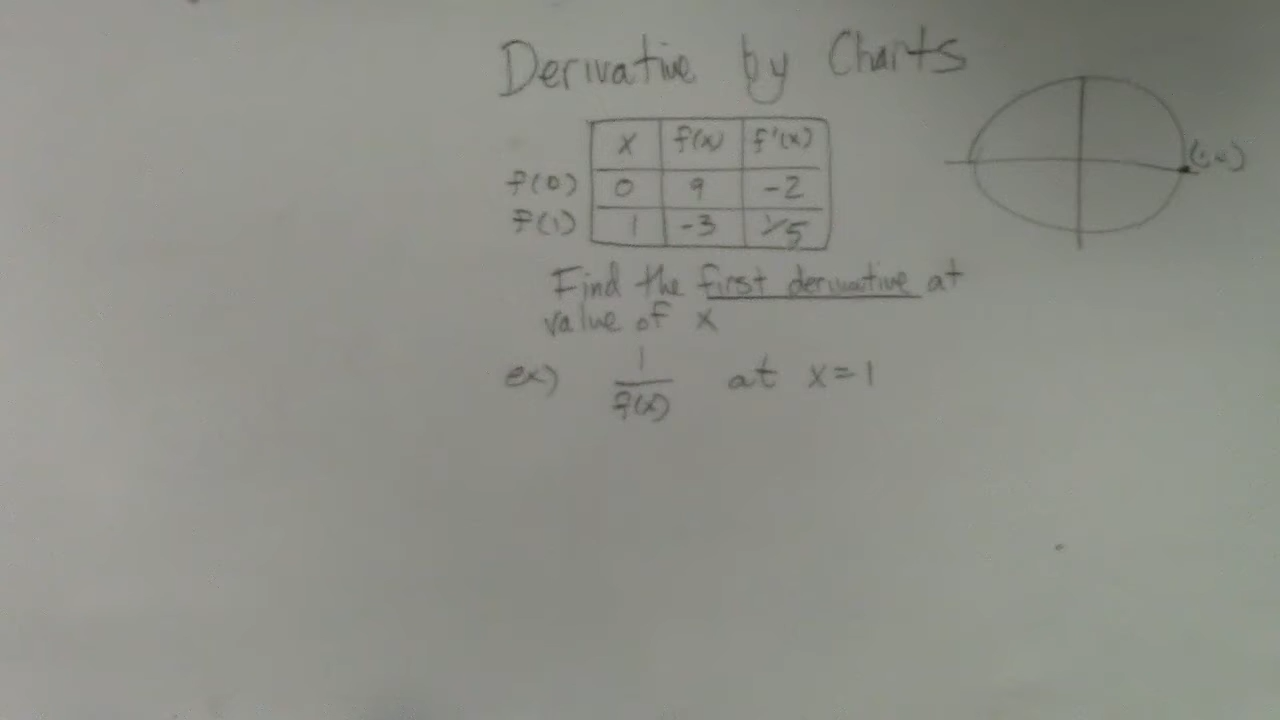 Derivative by Charts
x f(x) f'(x)
f(0) 0 9 -2
f(1) 1 -3 1/5
Find the first derivative at
value of x
ex) 1/f(x) at x=1